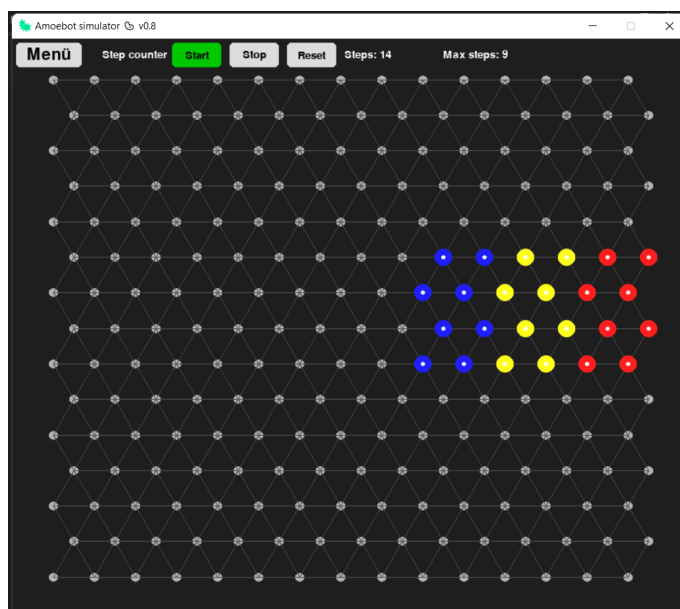 Amoebot simulator v0.8
Menü Step counter Start Stop Reset Steps: 14 Max steps: 9